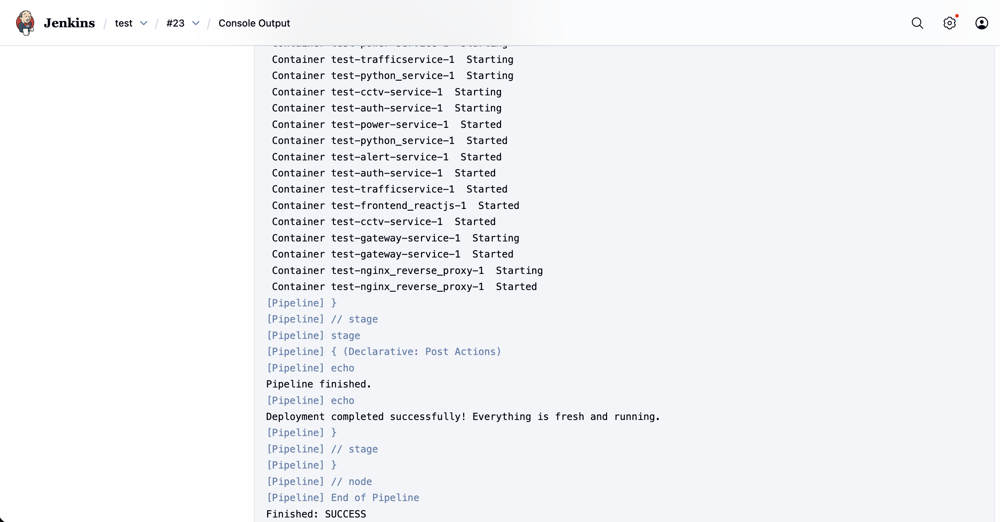 Jenkins / test / #23 / Console Output
Container test-power-service-1  Starting
Container test-trafficservice-1  Starting
Container test-python_service-1  Starting
Container test-cctv-service-1  Starting
Container test-auth-service-1  Starting
Container test-power-service-1  Started
Container test-python_service-1  Started
Container test-alert-service-1  Started
Container test-auth-service-1  Started
Container test-trafficservice-1  Started
Container test-frontend_reactjs-1  Started
Container test-cctv-service-1  Started
Container test-gateway-service-1  Starting
Container test-gateway-service-1  Started
Container test-nginx_reverse_proxy-1  Starting
Container test-nginx_reverse_proxy-1  Started
[Pipeline] }
[Pipeline] // stage
[Pipeline] stage
[Pipeline] { (Declarative: Post Actions)
[Pipeline] echo
Pipeline finished.
[Pipeline] echo
Deployment completed successfully! Everything is fresh and running.
[Pipeline] }
[Pipeline] // stage
[Pipeline] }
[Pipeline] // node
[Pipeline] End of Pipeline
Finished: SUCCESS